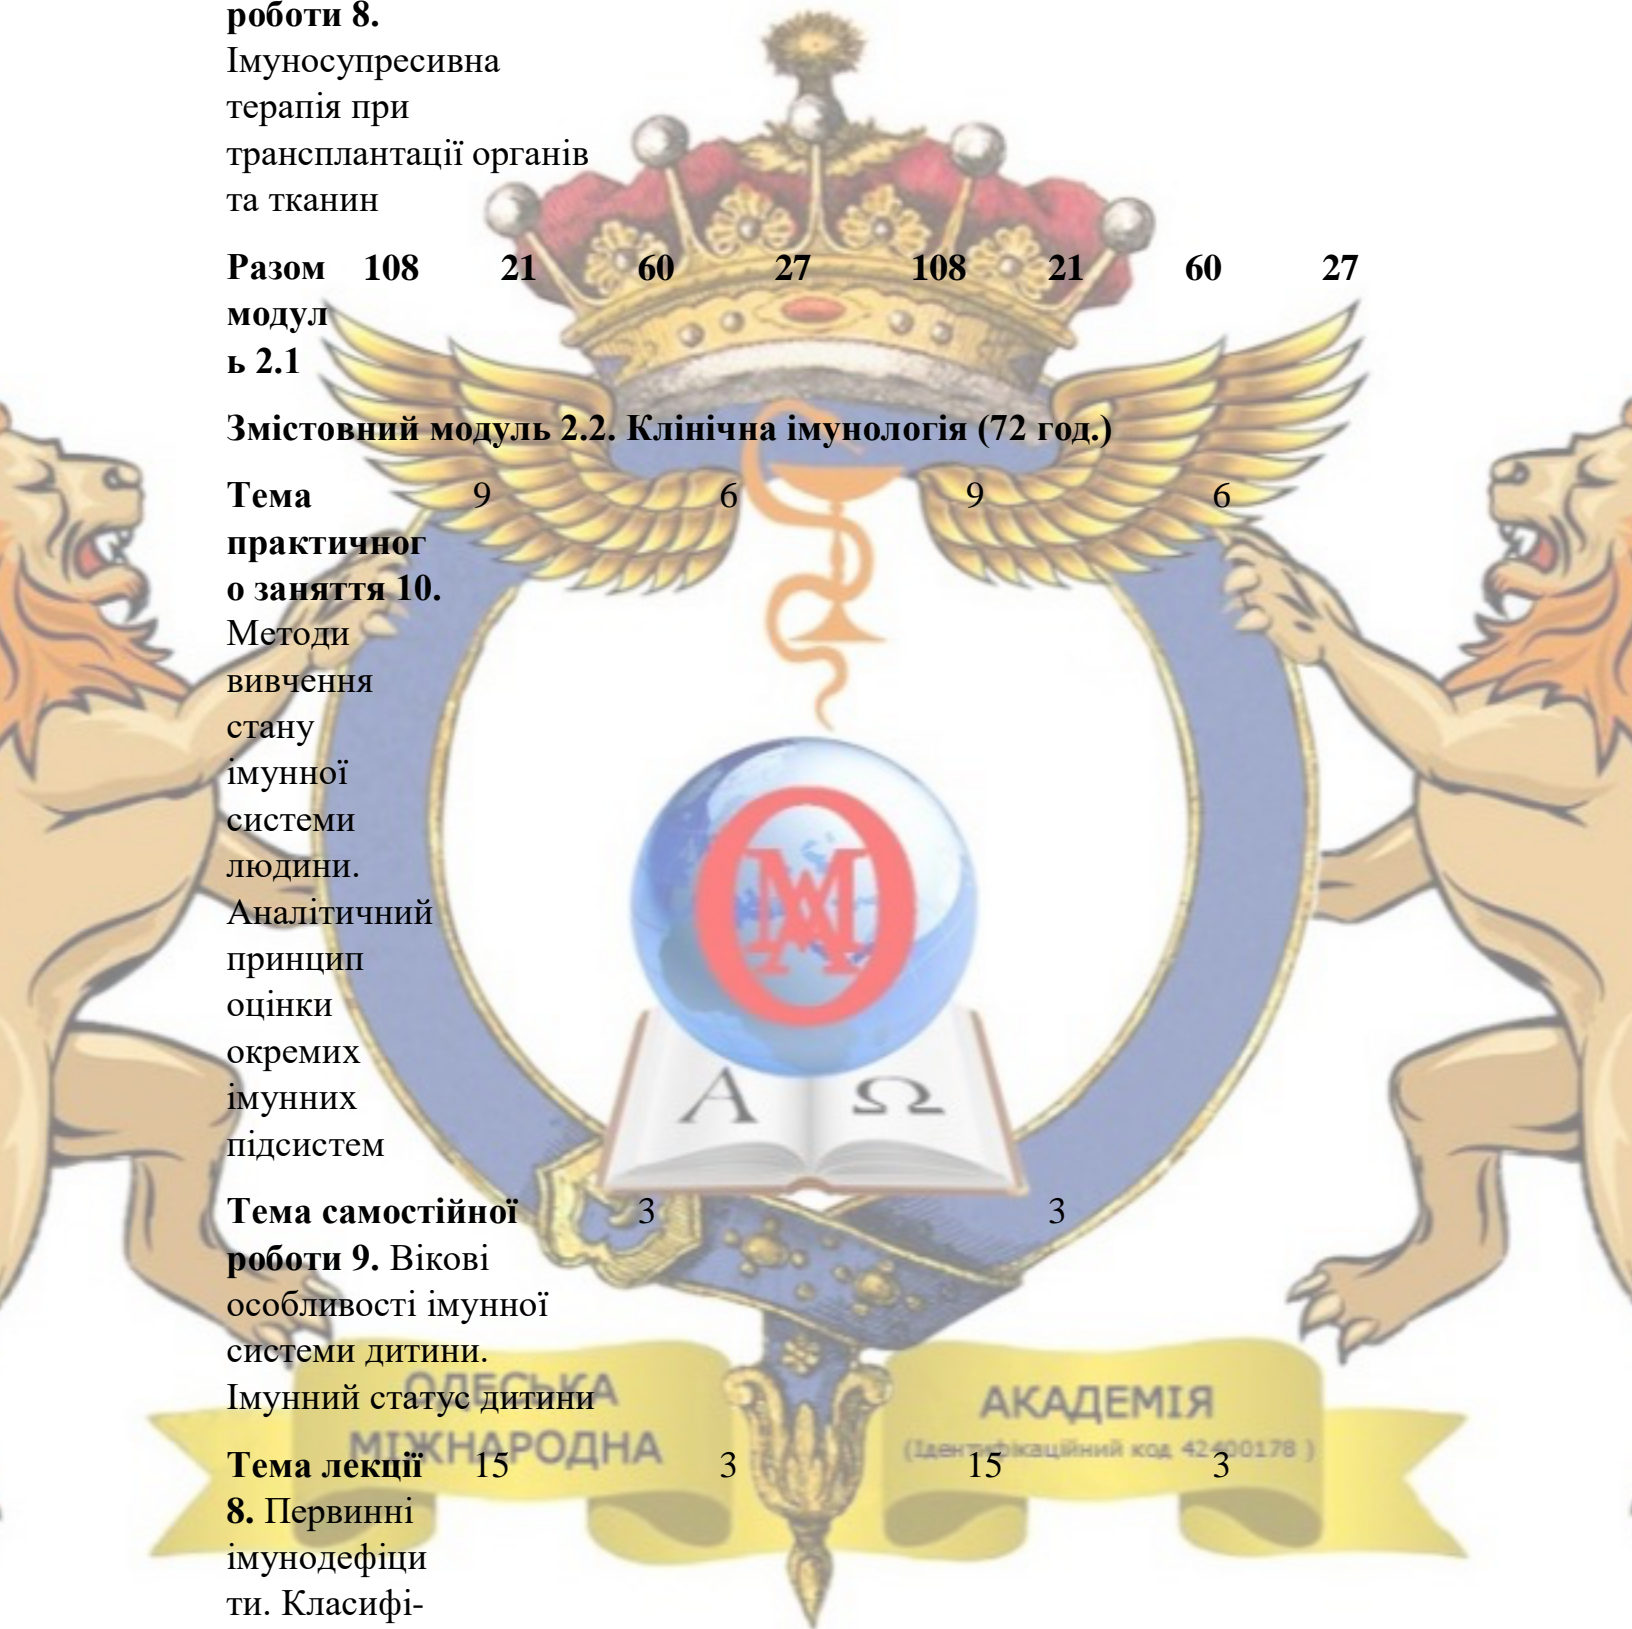 роботи 8.
Імуносупресивна
терапія при
трансплантації органів
та тканин
Разом 108 21 60 27 108 21 60 27
модул
ь 2.1
Змістовний модуль 2.2. Клінічна імунологія (72 год.)
Тема 9 6 9 6
практичног
о заняття 10.
Методи
вивчення
стану
імунної
системи
людини.
Аналітичний
принцип
оцінки
окремих
імунних
підсистем
Тема самостійної 3 3
роботи 9. Вікові
особливості імунної
системи дитини.
Імунний статус дитини
Тема лекції 15 3 15 3
8. Первинні
імунодефіци
ти. Класифі-
А Ω
ОДЕСЬКА
МІЖНАРОДНА
АКАДЕМІЯ
(Ідентифікаційний код 42400178 )